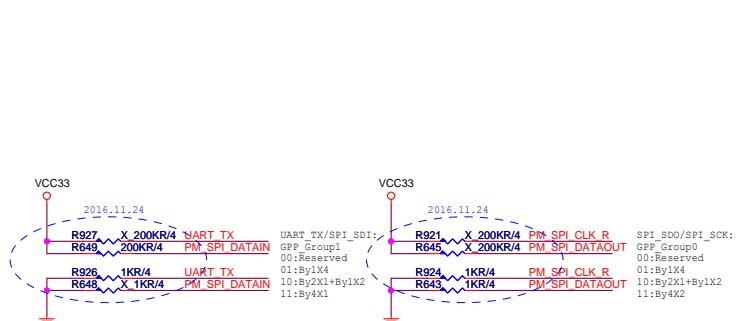 VCC33
2016.11.24
R927 X_200KR/4 UART_TX
R649 200KR/4 PM_SPI_DATAIN
R926 1KR/4 UART_TX
R648 X_1KR/4 PM_SPI_DATAIN
UART_TX/SPI_SDI:
GPP_Group1
00:Reserved
01:By1X4
10:By2X1+By1X2
11:By4X1
VCC33
2016.11.24
R921 X_200KR/4 PM_SPI_CLK_R
R645 X_200KR/4 PM_SPI_DATAOUT
R924 1KR/4 PM_SPI_CLK_R
R643 1KR/4 PM_SPI_DATAOUT
SPI_SDO/SPI_SCK:
GPP_Group0
00:Reserved
01:By1X4
10:By2X1+By1X2
11:By4X2